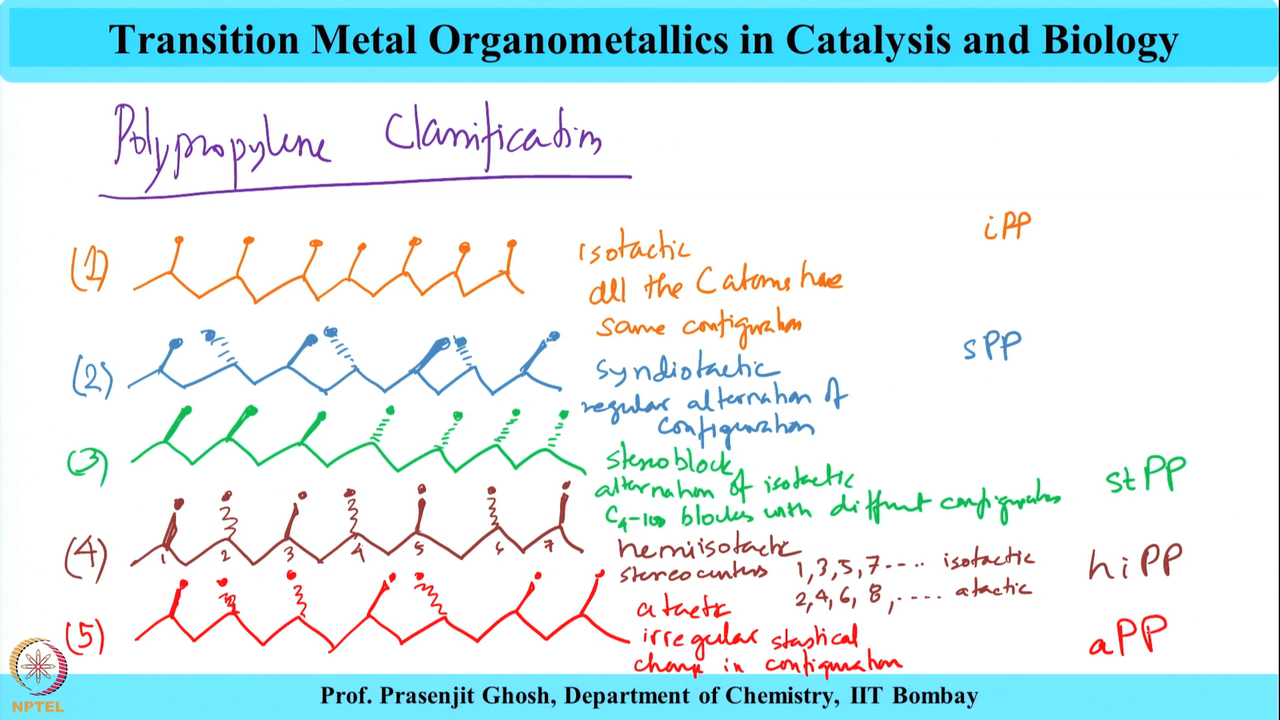 Transition Metal Organometallics in Catalysis and Biology
Polypropylene Classification
(1) isotactic iPP
all the C atoms have
same configuration
(2) syndiotactic sPP
regular alternation of
configuration
(3) stereoblock stPP
alternation of isotactic
C4-100 blocks with different configuration
(4) 1 2 3 4 5 6 7 hemiisotactic hiPP
stereocenters 1,3,5,7.... isotactic
2,4,6,8,.... atactic
(5) atactic aPP
irregular stastical
change in configuration
NPTEL
Prof. Prasenjit Ghosh, Department of Chemistry, IIT Bombay